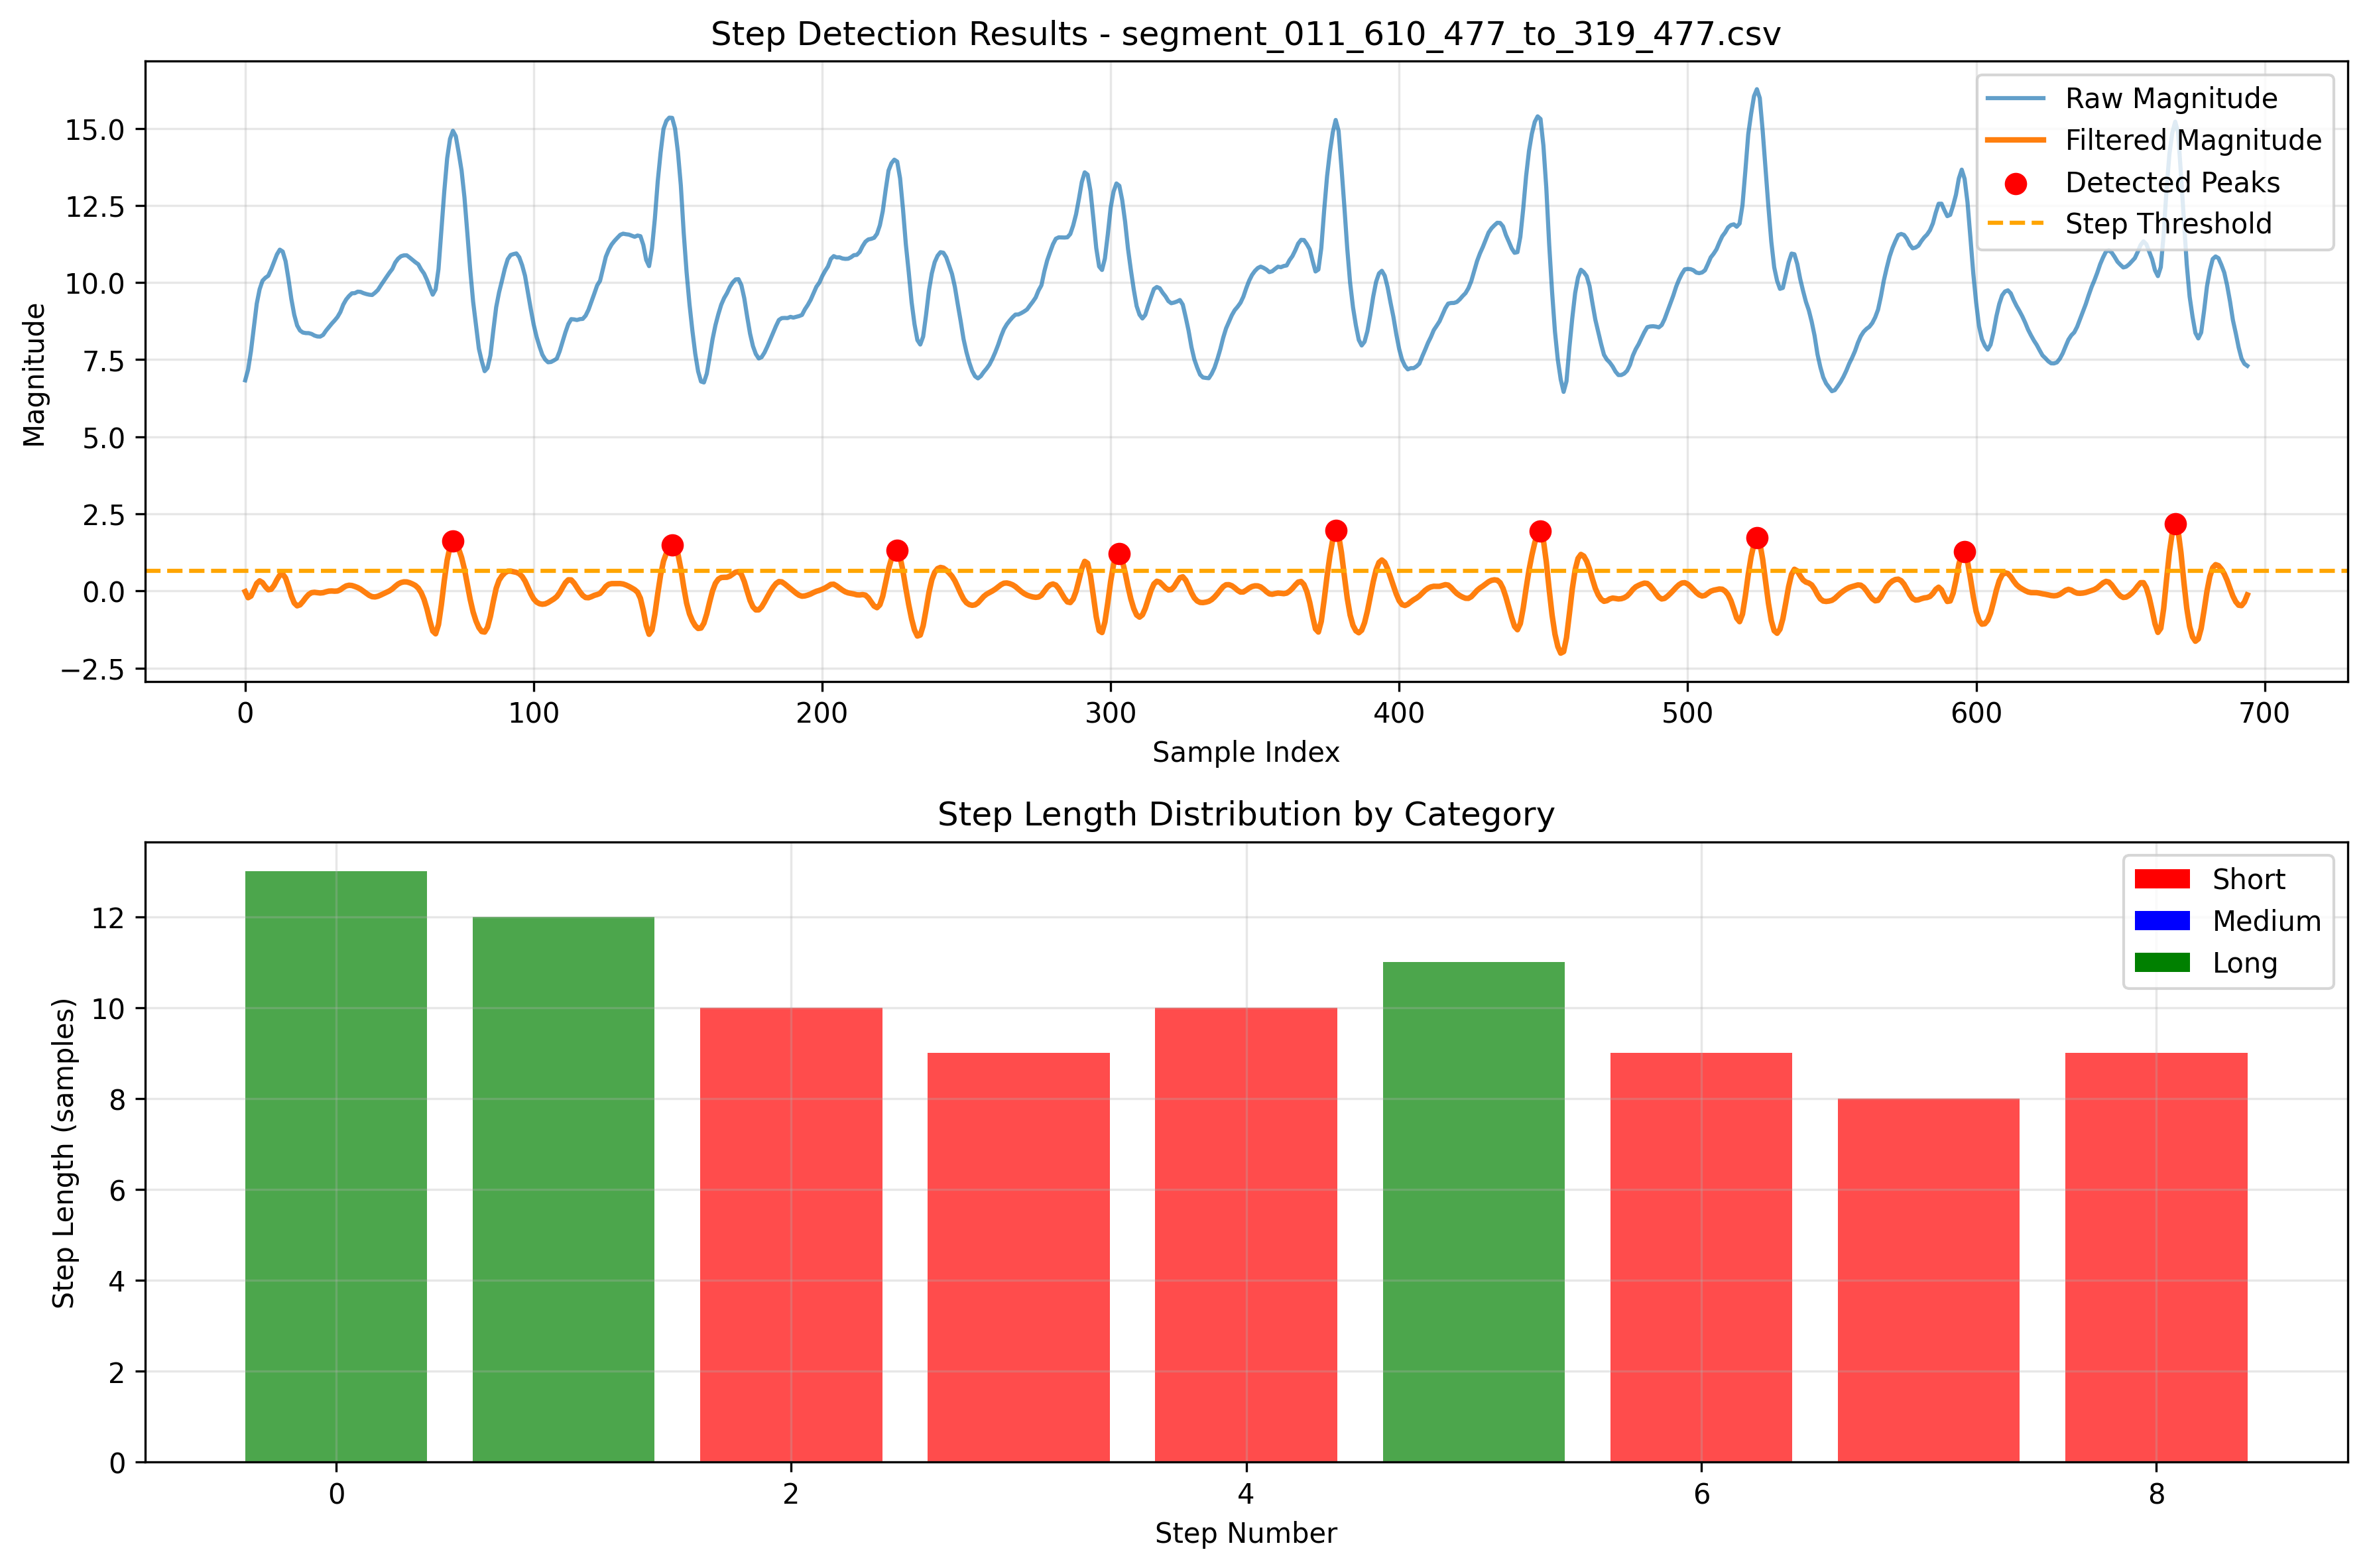 Step Detection Results - segment_011_610_477_to_319_477.csv
Magnitude
15.0
12.5
10.0
7.5
5.0
2.5
0.0
−2.5
Raw Magnitude
Filtered Magnitude
Detected Peaks
Step Threshold
0 100 200 300 400 500 600 700
Sample Index
Step Length Distribution by Category
Step Length (samples)
12
10
8
6
4
2
0
Short
Medium
Long
0 2 4 6 8
Step Number